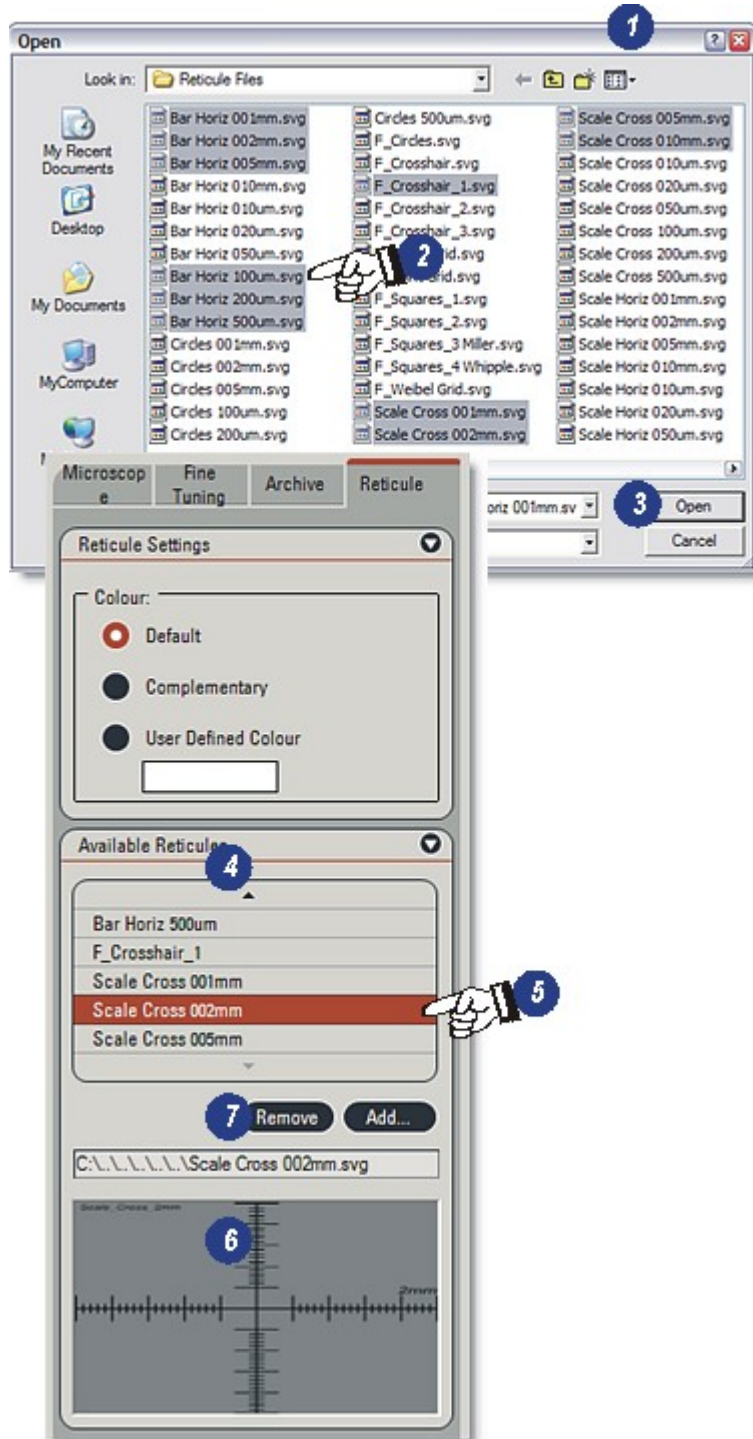 1
Open
Look in: Reticule Files
My Recent
Documents
Desktop
My Documents
MyComputer
Bar Horiz 001mm.svg
Bar Horiz 002mm.svg
Bar Horiz 005mm.svg
Bar Horiz 010mm.svg
Bar Horiz 010um.svg
Bar Horiz 020um.svg
Bar Horiz 050um.svg
Bar Horiz 100um.svg
Bar Horiz 200um.svg
Bar Horiz 500um.svg
Circles 001mm.svg
Circles 002mm.svg
Circles 005mm.svg
Circles 100um.svg
Circles 200um.svg
Circles 500um.svg
F_Circles.svg
F_Crosshair.svg
F_Crosshair_1.svg
F_Crosshair_2.svg
F_Crosshair_3.svg
id.svg
rid.svg
F_Squares_1.svg
F_Squares_2.svg
F_Squares_3 Miller.svg
F_Squares_4 Whipple.svg
F_Weibel Grid.svg
Scale Cross 001mm.svg
Scale Cross 002mm.svg
Scale Cross 005mm.svg
Scale Cross 010mm.svg
Scale Cross 010um.svg
Scale Cross 020um.svg
Scale Cross 050um.svg
Scale Cross 100um.svg
Scale Cross 200um.svg
Scale Cross 500um.svg
Scale Horiz 001mm.svg
Scale Horiz 002mm.svg
Scale Horiz 005mm.svg
Scale Horiz 010mm.svg
Scale Horiz 010um.svg
Scale Horiz 020um.svg
Scale Horiz 050um.svg
2
oriz 001mm.sv
3
Open
Cancel
Microscop
e
Fine
Tuning
Archive
Reticule
Reticule Settings
Colour:
Default
Complementary
User Defined Colour
Available Reticules
4
Bar Horiz 500um
F_Crosshair_1
Scale Cross 001mm
Scale Cross 002mm
5
Scale Cross 005mm
7
Remove
Add...
C:\..\..\..\..\..\..\Scale Cross 002mm.svg
Scale_Cross_2mm
6
2mm